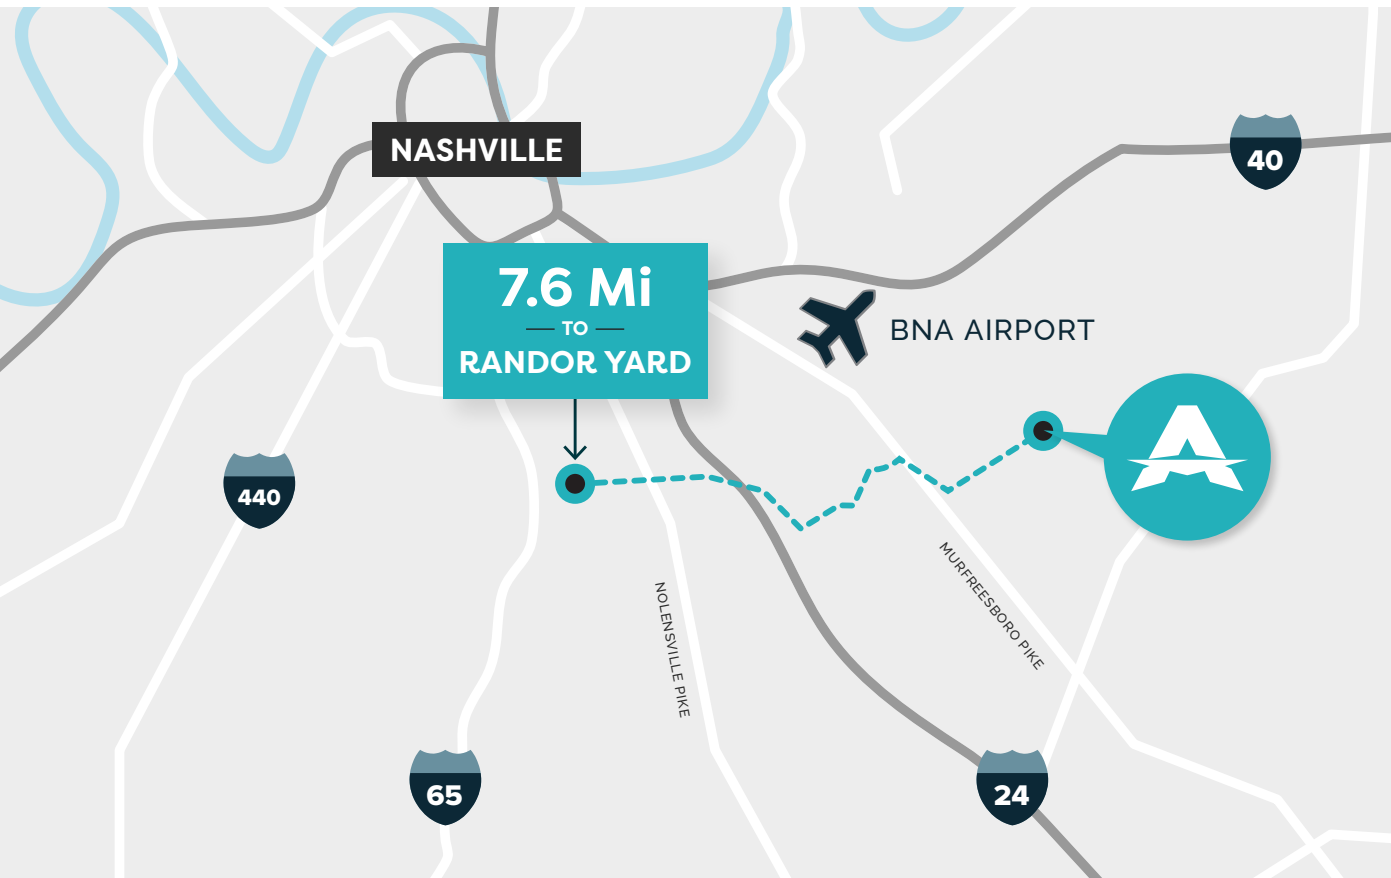 NASHVILLE
40
7.6 Mi
TO
RANDOR YARD
BNA AIRPORT
440
NOLENSVILLE PIKE
MURFREESBORO PIKE
65
24